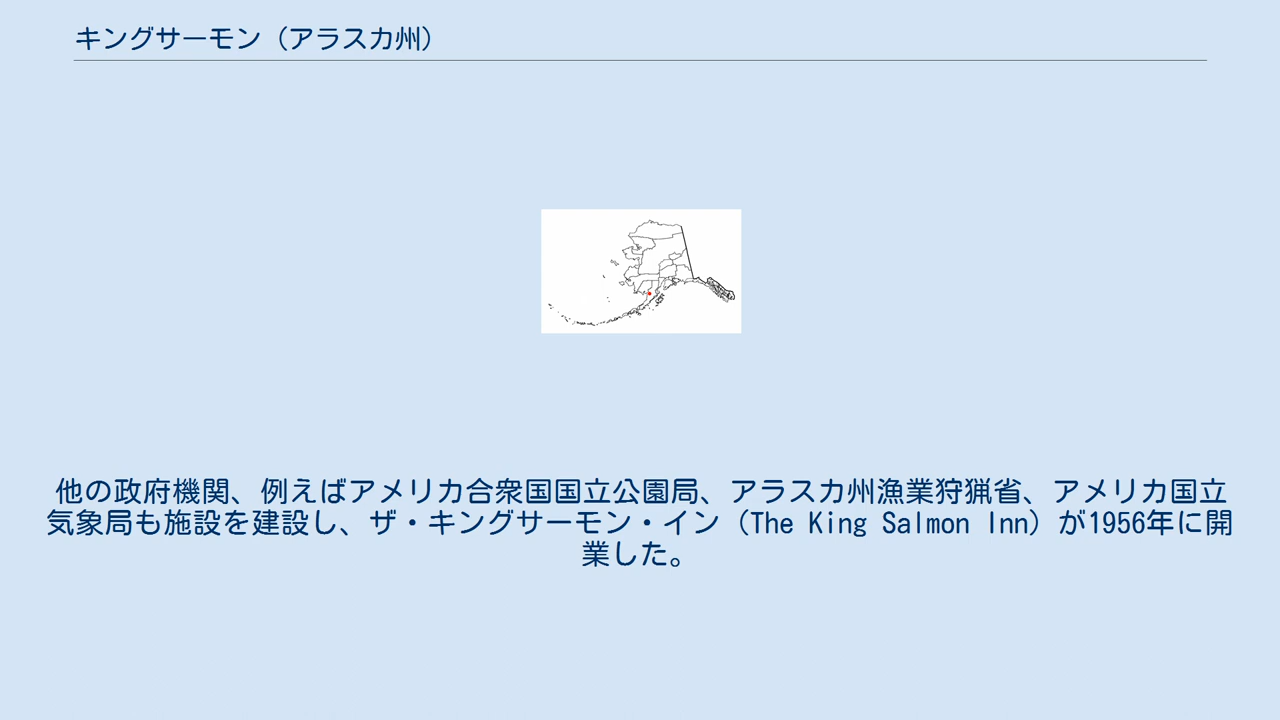 キングサーモン（アラスカ州）
他の政府機関、例えばアメリカ合衆国国立公園局、アラスカ州漁業狩猟省、アメリカ国立
気象局も施設を建設し、ザ・キングサーモン・イン（The King Salmon Inn）が1956年に開
業した。